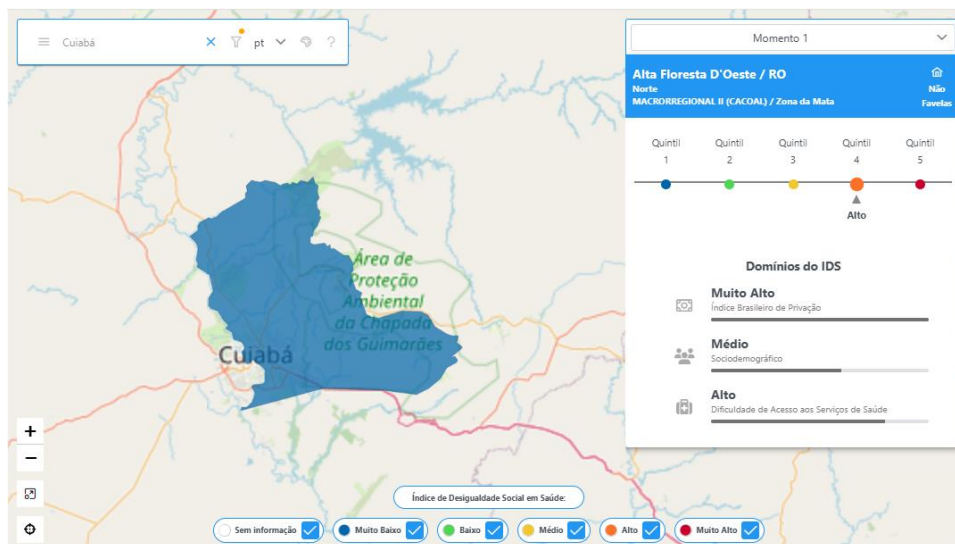 Cuiabá
pt
?
Momento 1
Alta Floresta D'Oeste / RO
Norte
MACRORREGIONAL II (CACOAL) / Zona da Mata
Não
Favelas
Quintil Quintil Quintil Quintil Quintil
1 2 3 4 5
Alto
Domínios do IDS
Muito Alto
Índice Brasileiro de Privação
Médio
Sociodemográfico
Alto
Dificuldade de Acesso aos Serviços de Saúde
Área de
Proteção
Ambiental
da Chapada
dos Guimarães
Cuiabá
+
−
Índice de Desigualdade Social em Saúde:
Sem informação
Muito Baixo
Baixo
Médio
Alto
Muito Alto